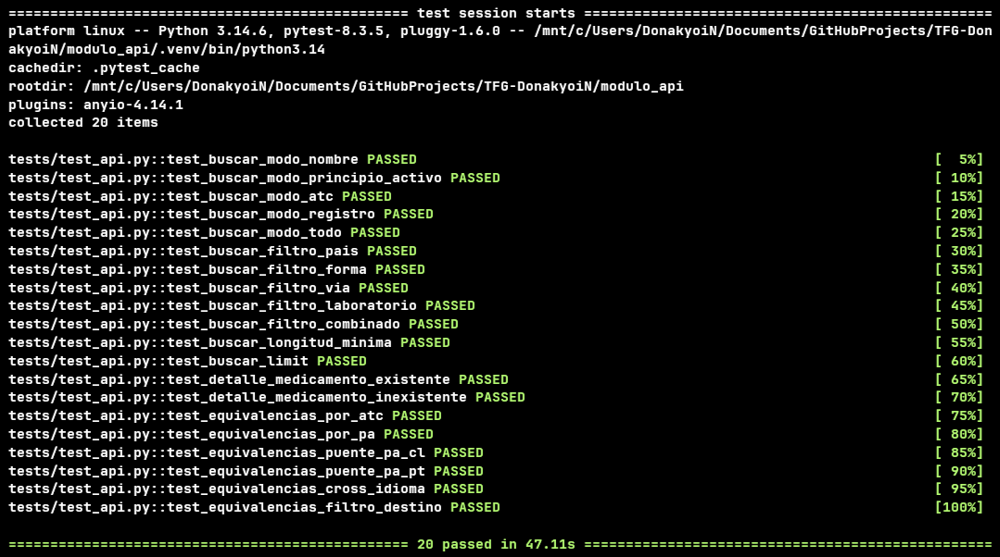 ================================================ test session starts =================================================
platform linux -- Python 3.14.6, pytest-8.3.5, pluggy-1.6.0 -- /mnt/c/Users/DonakyoiN/Documents/GitHubProjects/TFG-Don
akyoiN/modulo_api/.venv/bin/python3.14
cachedir: .pytest_cache
rootdir: /mnt/c/Users/DonakyoiN/Documents/GitHubProjects/TFG-DonakyoiN/modulo_api
plugins: anyio-4.14.1
collected 20 items
tests/test_api.py::test_buscar_modo_nombre PASSED [  5%]
tests/test_api.py::test_buscar_modo_principio_activo PASSED [ 10%]
tests/test_api.py::test_buscar_modo_atc PASSED [ 15%]
tests/test_api.py::test_buscar_modo_registro PASSED [ 20%]
tests/test_api.py::test_buscar_modo_todo PASSED [ 25%]
tests/test_api.py::test_buscar_filtro_pais PASSED [ 30%]
tests/test_api.py::test_buscar_filtro_forma PASSED [ 35%]
tests/test_api.py::test_buscar_filtro_via PASSED [ 40%]
tests/test_api.py::test_buscar_filtro_laboratorio PASSED [ 45%]
tests/test_api.py::test_buscar_filtro_combinado PASSED [ 50%]
tests/test_api.py::test_buscar_longitud_minima PASSED [ 55%]
tests/test_api.py::test_buscar_limit PASSED [ 60%]
tests/test_api.py::test_detalle_medicamento_existente PASSED [ 65%]
tests/test_api.py::test_detalle_medicamento_inexistente PASSED [ 70%]
tests/test_api.py::test_equivalencias_por_atc PASSED [ 75%]
tests/test_api.py::test_equivalencias_por_pa PASSED [ 80%]
tests/test_api.py::test_equivalencias_puente_pa_cl PASSED [ 85%]
tests/test_api.py::test_equivalencias_puente_pa_pt PASSED [ 90%]
tests/test_api.py::test_equivalencias_cross_idioma PASSED [ 95%]
tests/test_api.py::test_equivalencias_filtro_destino PASSED [100%]
================================================ 20 passed in 47.11s =================================================